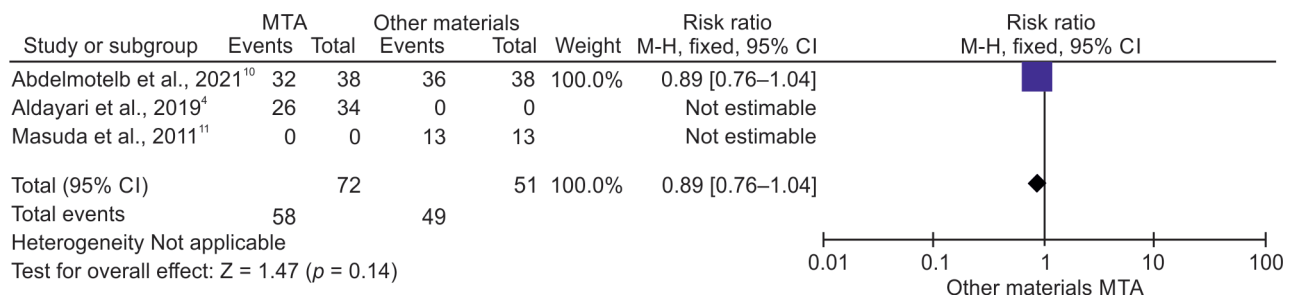 MTA Other materials Risk ratio Risk ratio
Study or subgroup Events Total Events Total Weight M-H, fixed, 95% CI M-H, fixed, 95% CI
Abdelmotelb et al., 2021¹⁰ 32 38 36 38 100.0% 0.89 [0.76–1.04]
Aldayari et al., 2019⁴ 26 34 0 0 Not estimable
Masuda et al., 2011¹¹ 0 0 13 13 Not estimable
Total (95% CI) 72 51 100.0% 0.89 [0.76–1.04]
Total events 58 49
Heterogeneity Not applicable
Test for overall effect: Z = 1.47 (p = 0.14)
0.01 0.1 1 10 100
Other materials MTA